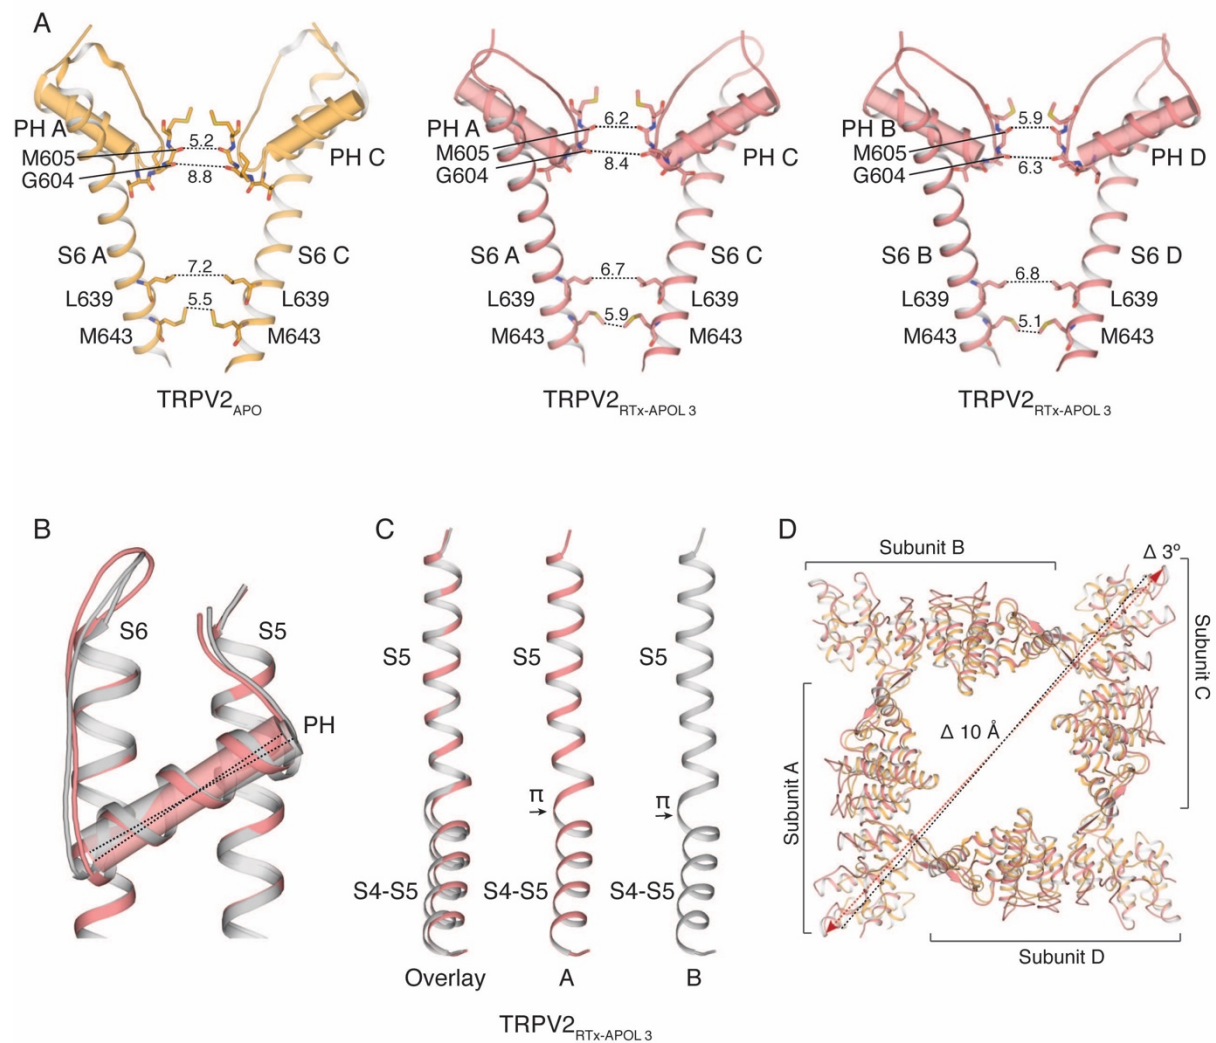 A
PH A
M605
G604
5.2
8.8
PH C
S6 A
S6 C
7.2
L639
L639
5.5
M643
M643
TRPV2APO
PH A
M605
G604
6.2
8.4
PH C
S6 A
S6 C
6.7
L639
L639
5.9
M643
M643
TRPV2RTx-APOL 3
PH B
M605
G604
5.9
6.3
PH D
S6 B
S6 D
6.8
L639
L639
5.1
M643
M643
TRPV2RTx-APOL 3
B
S6
S5
PH
C
S5
S5
S5
π
π
S4-S5
S4-S5
S4-S5
Overlay
A
B
TRPV2RTx-APOL 3
D
Subunit B
Δ 3º
Subunit C
Δ 10 Å
Subunit A
Subunit D